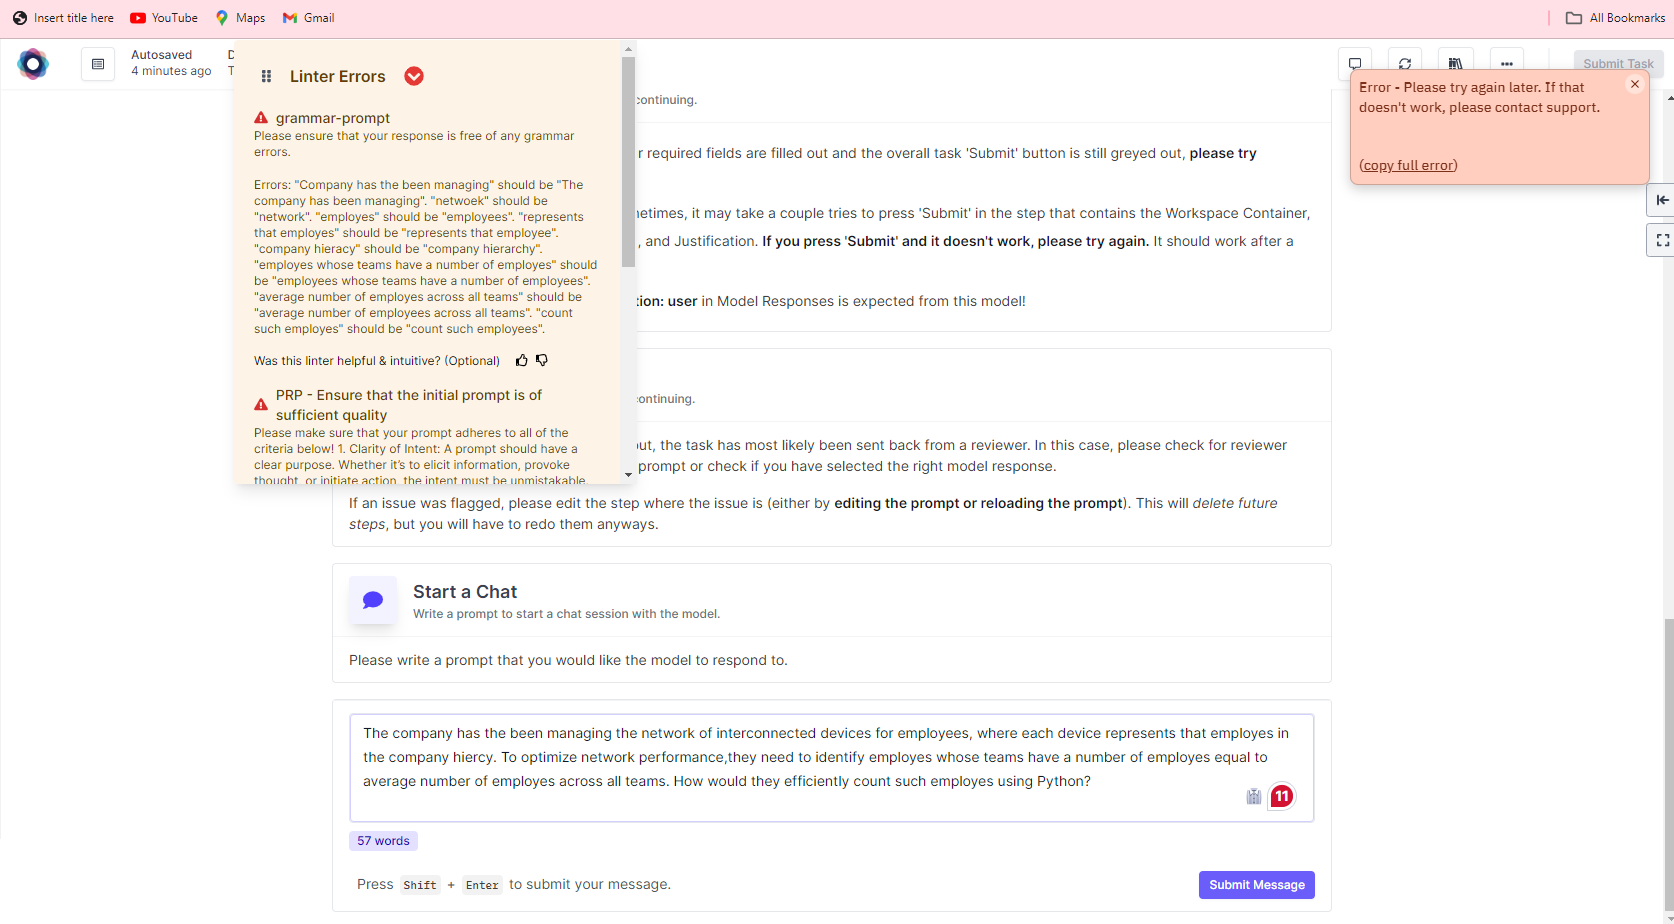 Insert title here
YouTube
Maps
Gmail
All Bookmarks
Autosaved
4 minutes ago
D
T
Submit Task
Linter Errors
grammar-prompt
Please ensure that your response is free of any grammar
errors.
Errors: "Company has the been managing" should be "The
company has been managing". "netwoek" should be
"network". "employes" should be "employees". "represents
that employes" should be "represents that employee".
"company hieracy" should be "company hierarchy".
"employes whose teams have a number of employes" should
be "employees whose teams have a number of employees".
"average number of employes across all teams" should be
"average number of employees across all teams". "count
such employes" should be "count such employees".
Was this linter helpful & intuitive? (Optional)
PRP - Ensure that the initial prompt is of
sufficient quality
Please make sure that your prompt adheres to all of the
criteria below! 1. Clarity of Intent: A prompt should have a
clear purpose. Whether it's to elicit information, provoke
thought, or initiate action, the intent must be unmistakable.
Error - Please try again later. If that
doesn't work, please contact support.
(copy full error)
continuing.
r required fields are filled out and the overall task 'Submit' button is still greyed out, please try
netimes, it may take a couple tries to press 'Submit' in the step that contains the Workspace Container,
, and Justification. If you press 'Submit' and it doesn't work, please try again. It should work after a
tion: user in Model Responses is expected from this model!
continuing.
out, the task has most likely been sent back from a reviewer. In this case, please check for reviewer
prompt or check if you have selected the right model response.
If an issue was flagged, please edit the step where the issue is (either by editing the prompt or reloading the prompt). This will delete future
steps, but you will have to redo them anyways.
Start a Chat
Write a prompt to start a chat session with the model.
Please write a prompt that you would like the model to respond to.
The company has the been managing the network of interconnected devices for employees, where each device represents that employes in
the company hiercy. To optimize network performance,they need to identify employes whose teams have a number of employes equal to
average number of employes across all teams. How would they efficiently count such employes using Python?
11
57 words
Press Shift + Enter to submit your message.
Submit Message